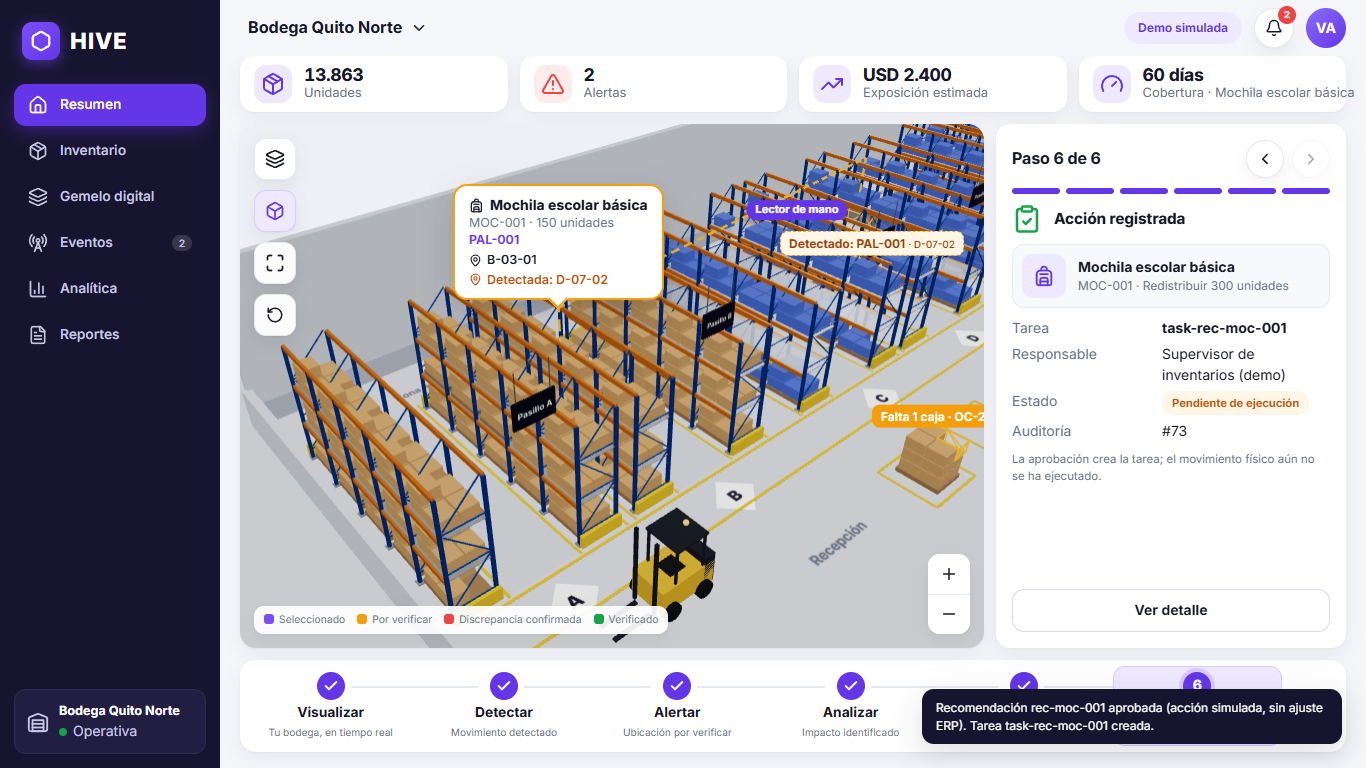 HIVE
Resumen
Inventario
Gemelo digital
Eventos
2
Analítica
Reportes
Bodega Quito Norte
Operativa
Bodega Quito Norte
Demo simulada
2
VA
13.863
Unidades
2
Alertas
USD 2.400
Exposición estimada
60 días
Cobertura · Mochila escolar básica
Mochila escolar básica
MOC-001 · 150 unidades
PAL-001
B-03-01
Detectada: D-07-02
Lector de mano
Detectado: PAL-001 · D-07-02
Pasillo B
Pasillo A
D
C
Falta 1 caja · OC-2
B
Recepción
A
Seleccionado
Por verificar
Discrepancia confirmada
Verificado
+
−
Paso 6 de 6
Acción registrada
Mochila escolar básica
MOC-001 · Redistribuir 300 unidades
Tarea
task-rec-moc-001
Responsable
Supervisor de
inventarios (demo)
Estado
Pendiente de ejecución
Auditoría
#73
La aprobación crea la tarea; el movimiento físico aún no
se ha ejecutado.
Ver detalle
Visualizar
Tu bodega, en tiempo real
Detectar
Movimiento detectado
Alertar
Ubicación por verificar
Analizar
Impacto identificado
6
Recomendación rec-moc-001 aprobada (acción simulada, sin ajuste
ERP). Tarea task-rec-moc-001 creada.